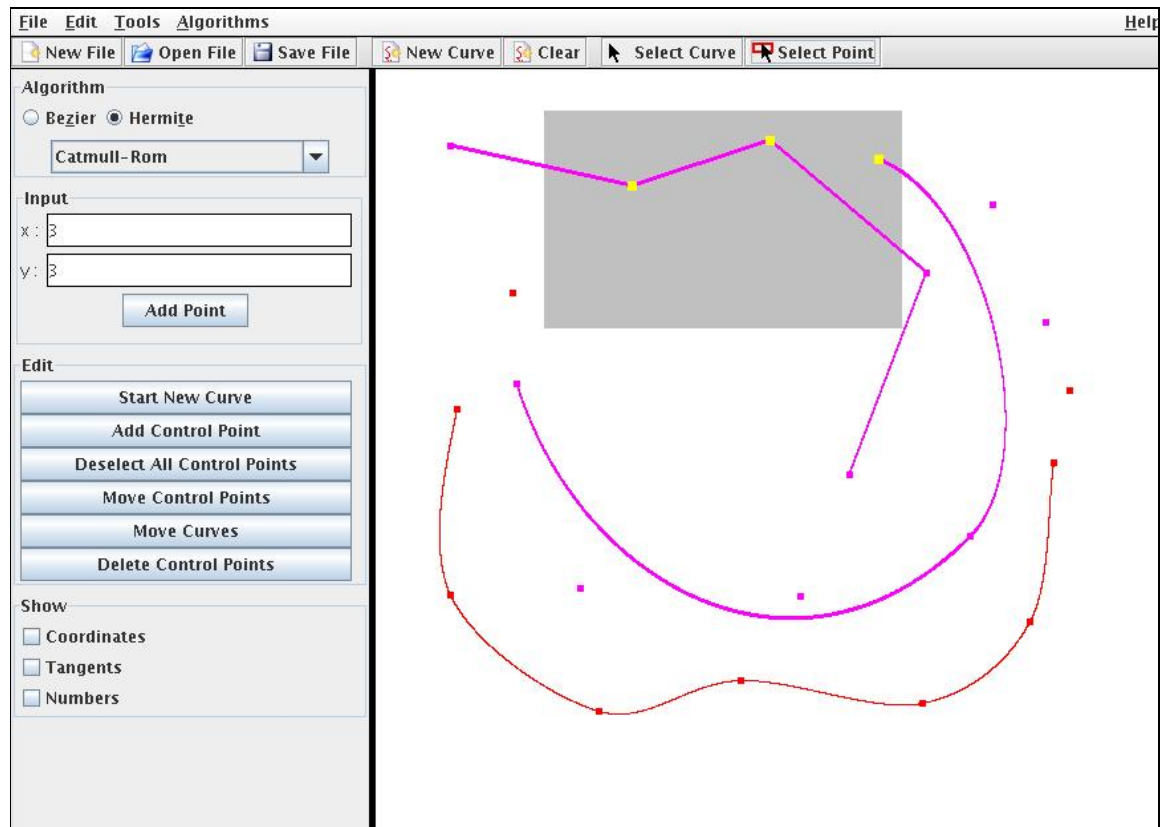 File Edit Tools Algorithms Help
New File Open File Save File New Curve Clear Select Curve Select Point
Algorithm
Bezier Hermite
Catmull-Rom
Input
x: 3
y: 3
Add Point
Edit
Start New Curve
Add Control Point
Deselect All Control Points
Move Control Points
Move Curves
Delete Control Points
Show
Coordinates
Tangents
Numbers